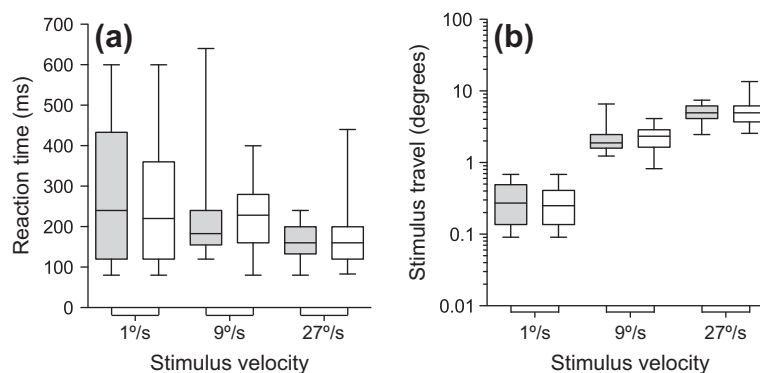 (a)
Reaction time (ms)
700
600
500
400
300
200
100
0
1º/s 9º/s 27º/s
Stimulus velocity
(b)
Stimulus travel (degrees)
100
10
1
0.1
0.01
1º/s 9º/s 27º/s
Stimulus velocity